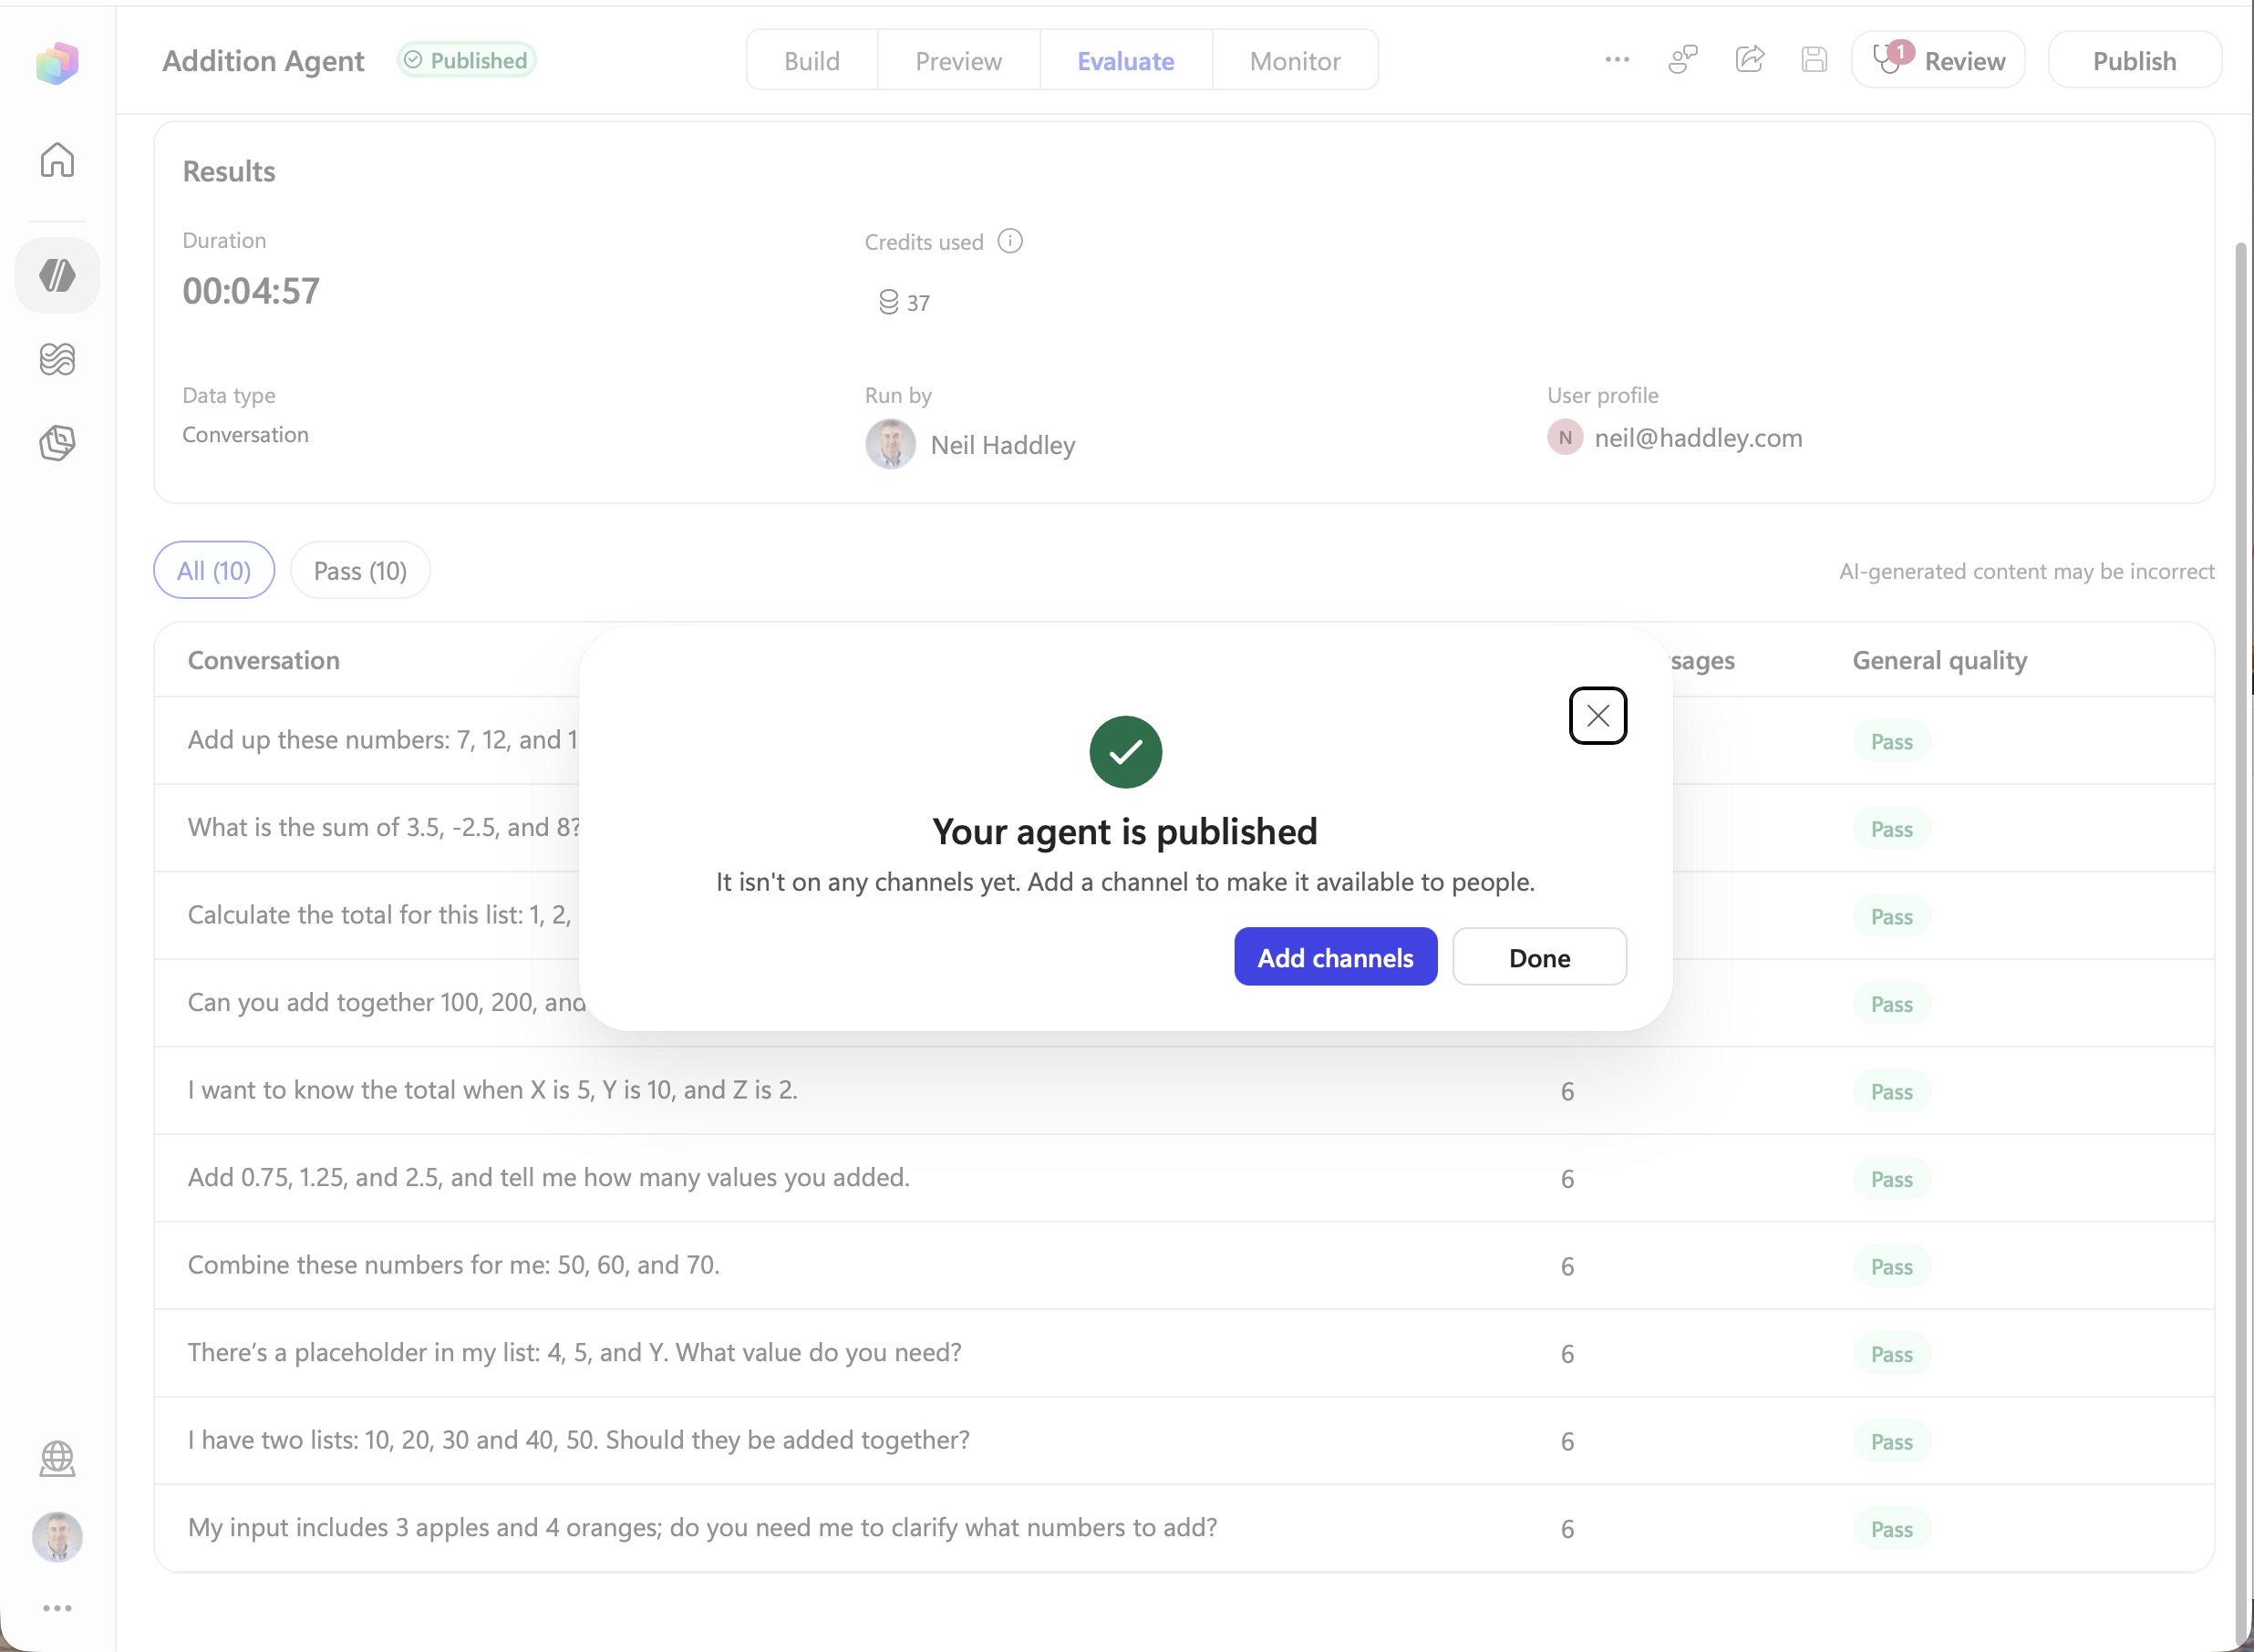 Addition Agent
Published
Build
Preview
Evaluate
Monitor
1
Review
Publish
Results
Duration
Credits used
00:04:57
37
Data type
Run by
User profile
Conversation
Neil Haddley
N
neil@haddley.com
All (10)
Pass (10)
AI-generated content may be incorrect
Conversation
General quality
Add up these numbers: 7, 12, and
Pass
What is the sum of 3.5, -2.5, and 8?
Pass
Calculate the total for this list: 1, 2,
Pass
Can you add together 100, 200, and
Pass
Your agent is published
It isn't on any channels yet. Add a channel to make it available to people.
Add channels
Done
I want to know the total when X is 5, Y is 10, and Z is 2.
6
Pass
Add 0.75, 1.25, and 2.5, and tell me how many values you added.
6
Pass
Combine these numbers for me: 50, 60, and 70.
6
Pass
There’s a placeholder in my list: 4, 5, and Y. What value do you need?
6
Pass
I have two lists: 10, 20, 30 and 40, 50. Should they be added together?
6
Pass
My input includes 3 apples and 4 oranges; do you need me to clarify what numbers to add?
6
Pass